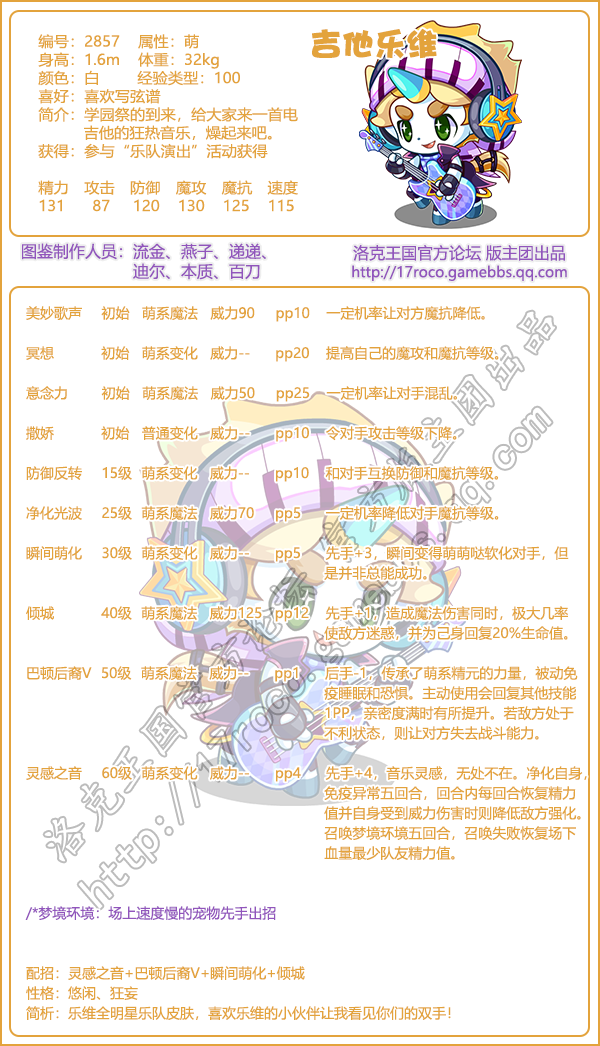 吉他乐维
编号：2857 属性：萌
身高：1.6m 体重：32kg
颜色：白 经验类型：100
喜好：喜欢写弦谱
简介：学园祭的到来，给大家来一首电
吉他的狂热音乐，燥起来吧。
获得：参与“乐队演出”活动获得
精力 攻击 防御 魔攻 魔抗 速度
131 87 120 130 125 115
图鉴制作人员：流金、燕子、递递、
迪尔、本质、百刀
洛克王国官方论坛 版主团出品
http://17roco.gamebbs.qq.com
美妙歌声 初始 萌系魔法 威力90 pp10 一定机率让对方魔抗降低。
冥想 初始 萌系变化 威力-- pp20 提高自己的魔攻和魔抗等级。
意念力 初始 萌系魔法 威力50 pp25 一定机率让对手混乱。
撒娇 初始 普通变化 威力-- pp10 令对手攻击等级下降。
防御反转 15级 萌系变化 威力-- pp10 和对手互换防御和魔抗等级。
净化光波 25级 萌系魔法 威力70 pp5 一定机率降低对手魔抗等级。
瞬间萌化 30级 萌系变化 威力-- pp5 先手+3，瞬间变得萌萌哒软化对手，但
是并非总能成功。
倾城 40级 萌系魔法 威力125 pp12 先手+1，造成魔法伤害同时，极大几率
使敌方迷惑，并为己身回复20%生命值。
巴顿后裔V 50级 萌系魔法 威力-- pp1 后手-1，传承了萌系精元的力量，被动免
疫睡眠和恐惧。主动使用会回复其他技能
1PP，亲密度满时有所提升。若敌方处于
不利状态，则让对方失去战斗能力。
灵感之音 60级 萌系变化 威力-- pp4 先手+4，音乐灵感，无处不在。净化自身，
免疫异常五回合，回合内每回合恢复精力
值并自身受到威力伤害时则降低敌方强化。
召唤梦境环境五回合，召唤失败恢复场下
血量最少队友精力值。
/*梦境环境：场上速度慢的宠物先手出招
配招：灵感之音+巴顿后裔V+瞬间萌化+倾城
性格：悠闲、狂妄
简析：乐维全明星乐队皮肤，喜欢乐维的小伙伴让我看见你们的双手！
洛克王国官方论坛版主团出品
http://17roco.gamebbs.qq.com